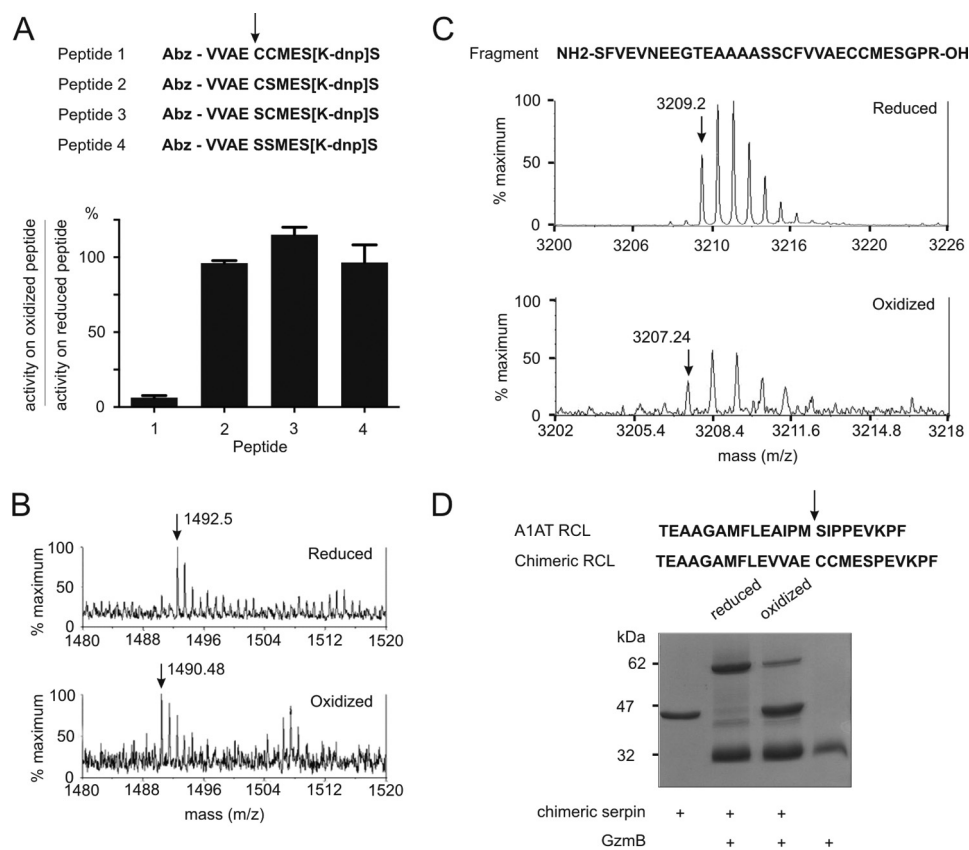 A
Peptide 1 Abz - VVAE CCMES[K-dnp]S
Peptide 2 Abz - VVAE CSMES[K-dnp]S
Peptide 3 Abz - VVAE SCMES[K-dnp]S
Peptide 4 Abz - VVAE SSMES[K-dnp]S
activity on oxidized peptide
activity on reduced peptide
%
100
50
0
1 2 3 4
Peptide
B
1492.5
Reduced
% maximum
100
50
0
1480 1488 1496 1504 1512 1520
1490.48
Oxidized
% maximum
100
50
0
1480 1488 1496 1504 1512 1520
mass (m/z)
C
Fragment NH2-SFVEVNEEGTEAAAASSCFVVAECCMESGPR-OH
3209.2
Reduced
% maximum
100
50
0
3200 3206 3210 3216 3220 3226
3207.24
Oxidized
% maximum
100
50
0
3202 3205.4 3208.4 3211.6 3214.8 3218
mass (m/z)
D
A1AT RCL TEAAGAMFLEAIPM SIPPEVKPF
Chimeric RCL TEAAGAMFLEVVAE CCMESPEVKPF
reduced oxidized
kDa
62
47
32
chimeric serpin + + +
GzmB + + +